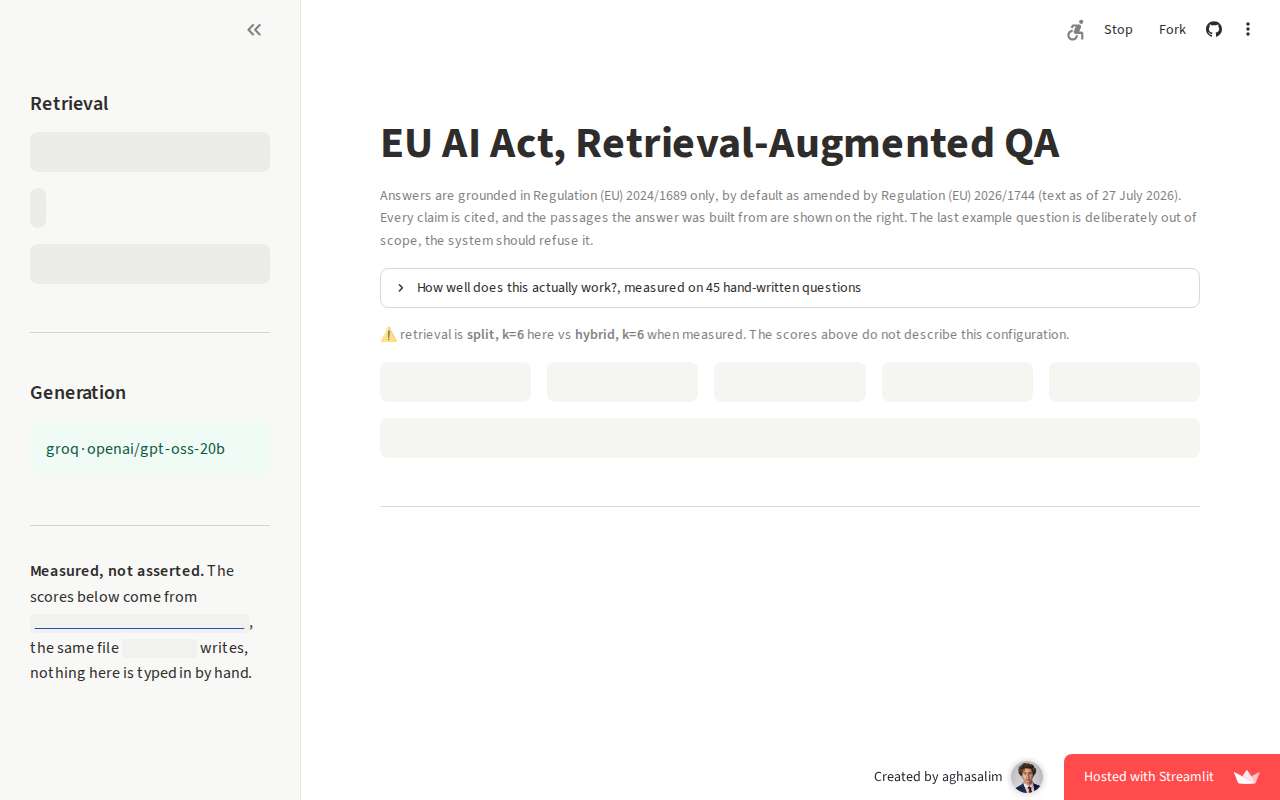 Stop
Fork
Retrieval
Generation
groq · openai/gpt-oss-20b
Measured, not asserted. The
scores below come from
,
the same file writes,
nothing here is typed in by hand.
EU AI Act, Retrieval-Augmented QA
Answers are grounded in Regulation (EU) 2024/1689 only, by default as amended by Regulation (EU) 2026/1744 (text as of 27 July 2026).
Every claim is cited, and the passages the answer was built from are shown on the right. The last example question is deliberately out of
scope, the system should refuse it.
How well does this actually work?, measured on 45 hand-written questions
⚠️ retrieval is split, k=6 here vs hybrid, k=6 when measured. The scores above do not describe this configuration.
Created by aghasalim
Hosted with Streamlit